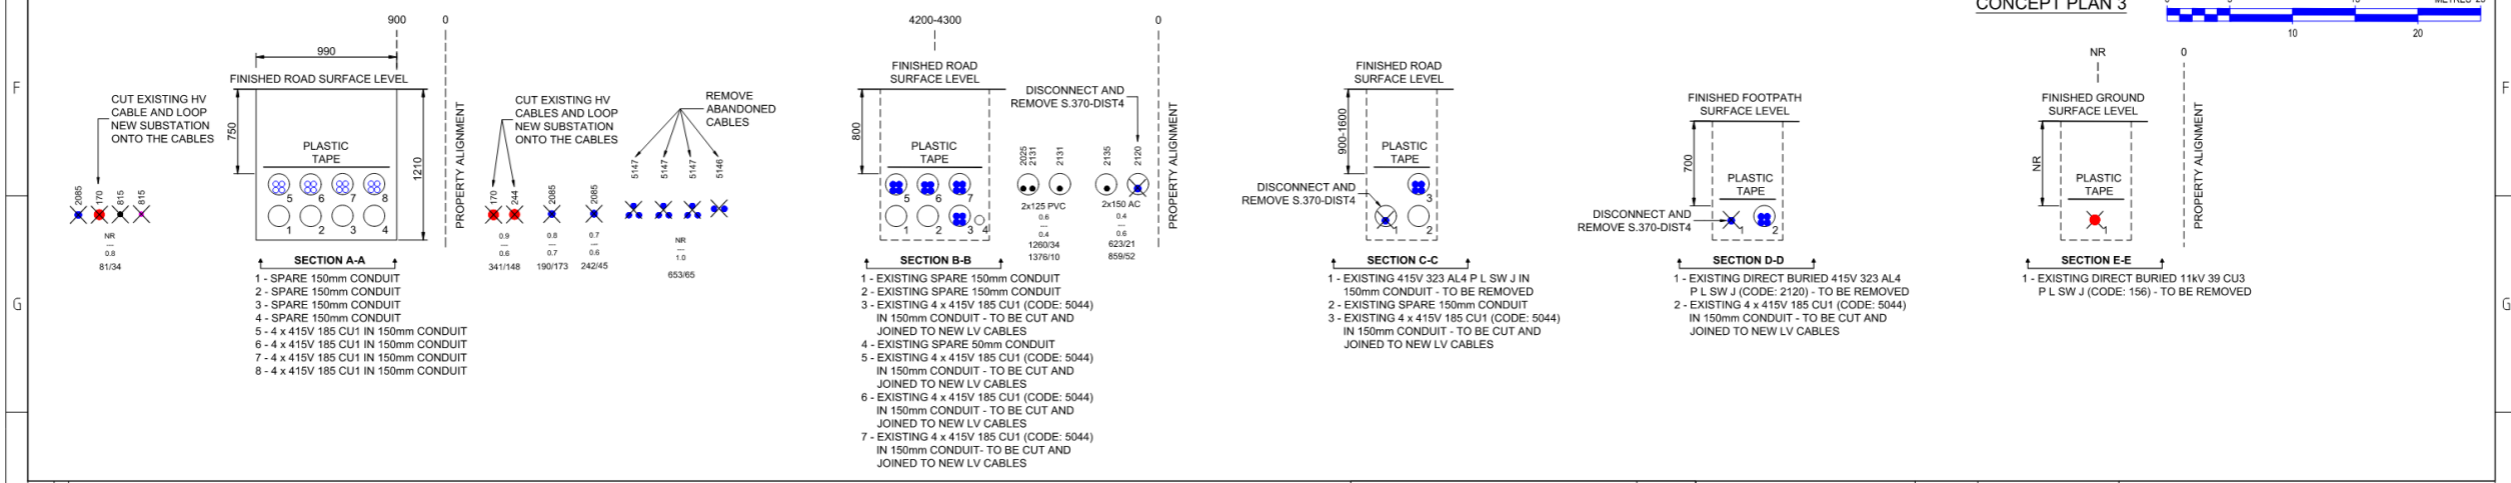 CONCEPT PLAN 3
METRES 25
10
20
F
F
G
G
900
0
990
FINISHED ROAD SURFACE LEVEL
CUT EXISTING HV
CABLE AND LOOP
NEW SUBSTATION
ONTO THE CABLES
750
1210
PLASTIC
TAPE
5 6 7 8
1 2 3 4
2085
170
815
815
NR
0.8
81/34
PROPERTY ALIGNMENT
SECTION A-A
1 - SPARE 150mm CONDUIT
2 - SPARE 150mm CONDUIT
3 - SPARE 150mm CONDUIT
4 - SPARE 150mm CONDUIT
5 - 4 x 415V 185 CU1 IN 150mm CONDUIT
6 - 4 x 415V 185 CU1 IN 150mm CONDUIT
7 - 4 x 415V 185 CU1 IN 150mm CONDUIT
8 - 4 x 415V 185 CU1 IN 150mm CONDUIT
CUT EXISTING HV
CABLES AND LOOP
NEW SUBSTATION
ONTO THE CABLES
REMOVE
ABANDONED
CABLES
170
244
2085
2085
5147
5147
5147
5146
0.9
0.6
341/148
0.8
0.7
190/173
0.7
0.6
242/45
NR
1.0
653/65
4200-4300
0
FINISHED ROAD
SURFACE LEVEL
800
PLASTIC
TAPE
5 6 7
1 2 3 4
DISCONNECT AND
REMOVE S.370-DIST4
2025
2131
2131
2135
2120
2x125 PVC
0.6
0.4
1260/34
1376/10
2x150 AC
0.4
0.6
623/21
859/52
PROPERTY ALIGNMENT
SECTION B-B
1 - EXISTING SPARE 150mm CONDUIT
2 - EXISTING SPARE 150mm CONDUIT
3 - EXISTING 4 x 415V 185 CU1 (CODE: 5044)
IN 150mm CONDUIT - TO BE CUT AND
JOINED TO NEW LV CABLES
4 - EXISTING SPARE 50mm CONDUIT
5 - EXISTING 4 x 415V 185 CU1 (CODE: 5044)
IN 150mm CONDUIT - TO BE CUT AND
JOINED TO NEW LV CABLES
6 - EXISTING 4 x 415V 185 CU1 (CODE: 5044)
IN 150mm CONDUIT - TO BE CUT AND
JOINED TO NEW LV CABLES
7 - EXISTING 4 x 415V 185 CU1 (CODE: 5044)
IN 150mm CONDUIT- TO BE CUT AND
JOINED TO NEW LV CABLES
FINISHED ROAD
SURFACE LEVEL
900-1600
PLASTIC
TAPE
DISCONNECT AND
REMOVE S.370-DIST4
3
1 2
SECTION C-C
1 - EXISTING 415V 323 AL4 P L SW J IN
150mm CONDUIT - TO BE REMOVED
2 - EXISTING SPARE 150mm CONDUIT
3 - EXISTING 4 x 415V 185 CU1 (CODE: 5044)
IN 150mm CONDUIT - TO BE CUT AND
JOINED TO NEW LV CABLES
FINISHED FOOTPATH
SURFACE LEVEL
700
PLASTIC
TAPE
DISCONNECT AND
REMOVE S.370-DIST4
1 2
SECTION D-D
1 - EXISTING DIRECT BURIED 415V 323 AL4
P L SW J (CODE: 2120) - TO BE REMOVED
2 - EXISTING 4 x 415V 185 CU1 (CODE: 5044)
IN 150mm CONDUIT - TO BE CUT AND
JOINED TO NEW LV CABLES
NR
0
FINISHED GROUND
SURFACE LEVEL
NR
PLASTIC
TAPE
1
PROPERTY ALIGNMENT
SECTION E-E
1 - EXISTING DIRECT BURIED 11kV 39 CU3
P L SW J (CODE: 156) - TO BE REMOVED